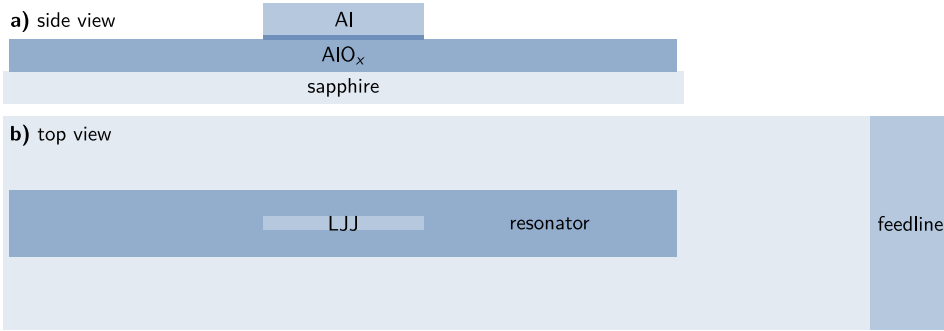 a) side view
Al
AlOₓ
sapphire
b) top view
LJJ
resonator
feedline